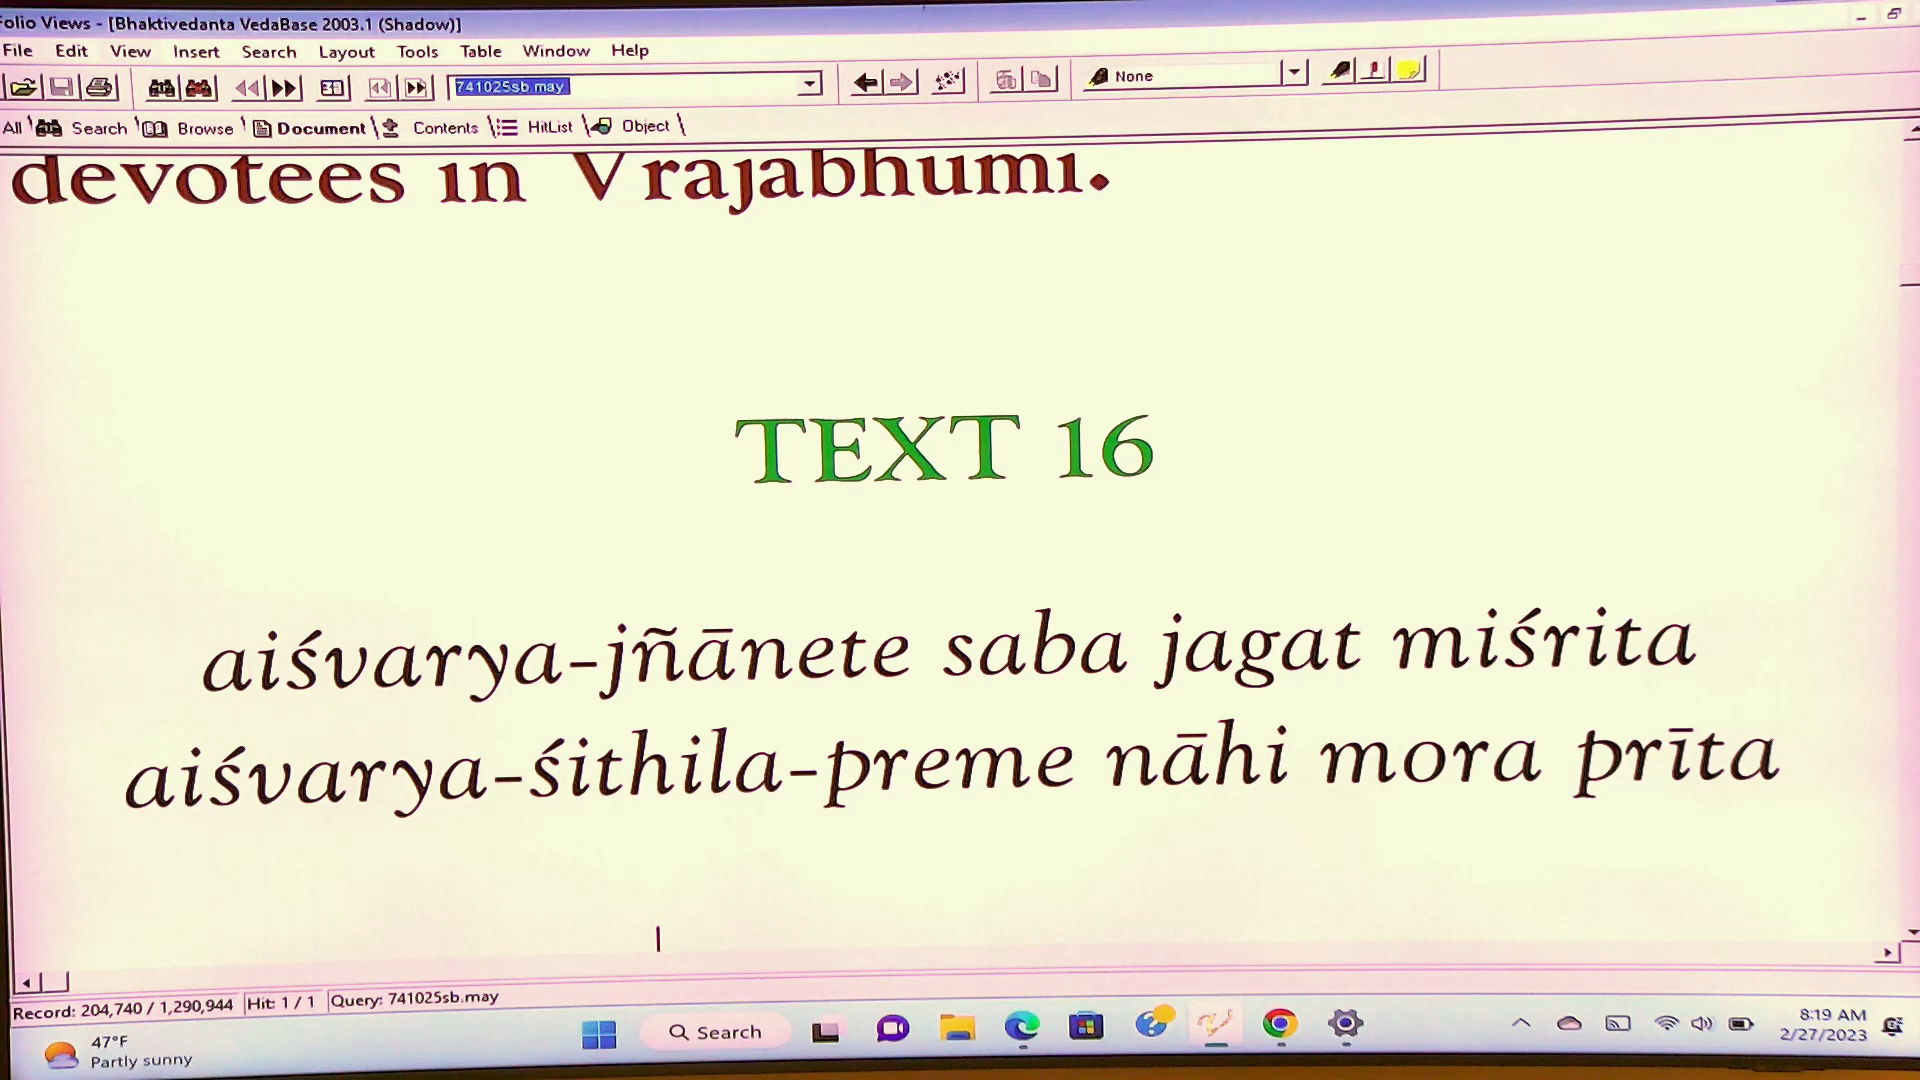 Folio Views - [Bhaktivedanta VedaBase 2003.1 (Shadow)]
File Edit View Insert Search Layout Tools Table Window Help
741025sb may
None
All Search Browse Document Contents HitList Object
devotees in Vrajabhumi.
TEXT 16
aiśvarya-jñānete saba jagat miśrita
aiśvarya-śithila-preme nāhi mora prīta
Record: 204,740 / 1,290,944 Hit: 1 / 1 Query: 741025sb.may
47°F
Partly sunny
Search
8:19 AM
2/27/2023